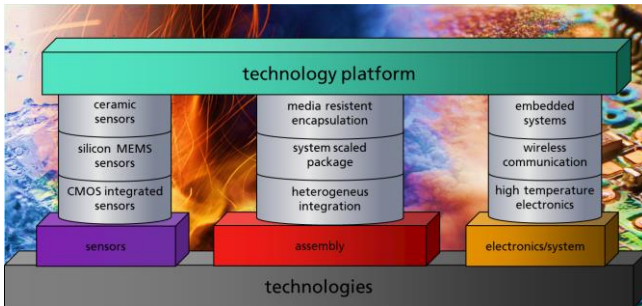 technology platform
ceramic
sensors
silicon MEMS
sensors
CMOS integrated
sensors
media resistent
encapsulation
system scaled
package
heterogeneus
integration
embedded
systems
wireless
communication
high temperature
electronics
sensors
assembly
electronics/system
technologies